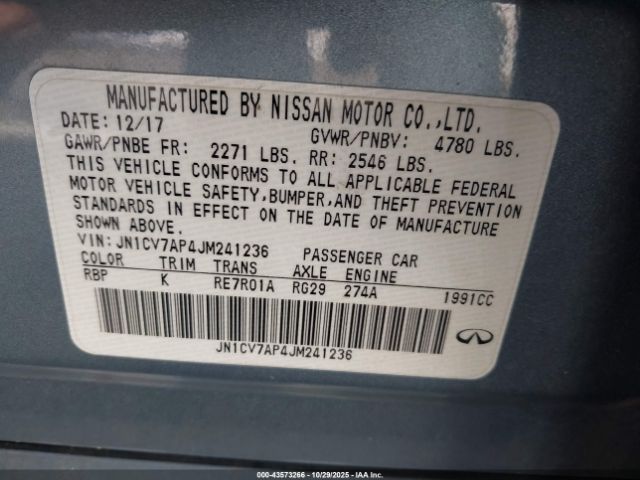 MANUFACTURED BY NISSAN MOTOR CO.,LTD.
DATE: 12/17 GVWR/PNBV: 4780 LBS.
GAWR/PNBE FR: 2271 LBS. RR: 2546 LBS.
THIS VEHICLE CONFORMS TO ALL APPLICABLE FEDERAL
MOTOR VEHICLE SAFETY,BUMPER,AND THEFT PREVENTION
STANDARDS IN EFFECT ON THE DATE OF MANUFACTURE
SHOWN ABOVE.
VIN: JN1CV7AP4JM241236 PASSENGER CAR
COLOR TRIM TRANS AXLE ENGINE
RBP K RE7R01A RG29 274A 1991CC
JN1CV7AP4JM241236
000-43573266 - 10/29/2025 - IAA, Inc.